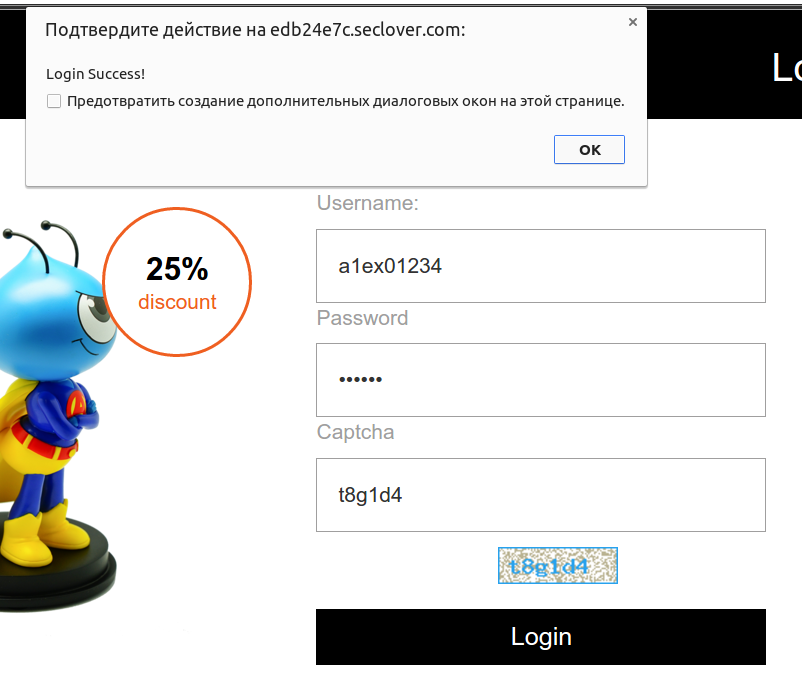 Подтвердите действие на edb24e7c.seclover.com:
Login Success!
Предотвратить создание дополнительных диалоговых окон на этой странице.
OK
Username:
a1ex01234
25%
discount
Password
••••••
Captcha
t8g1d4
t8g1d4
Login